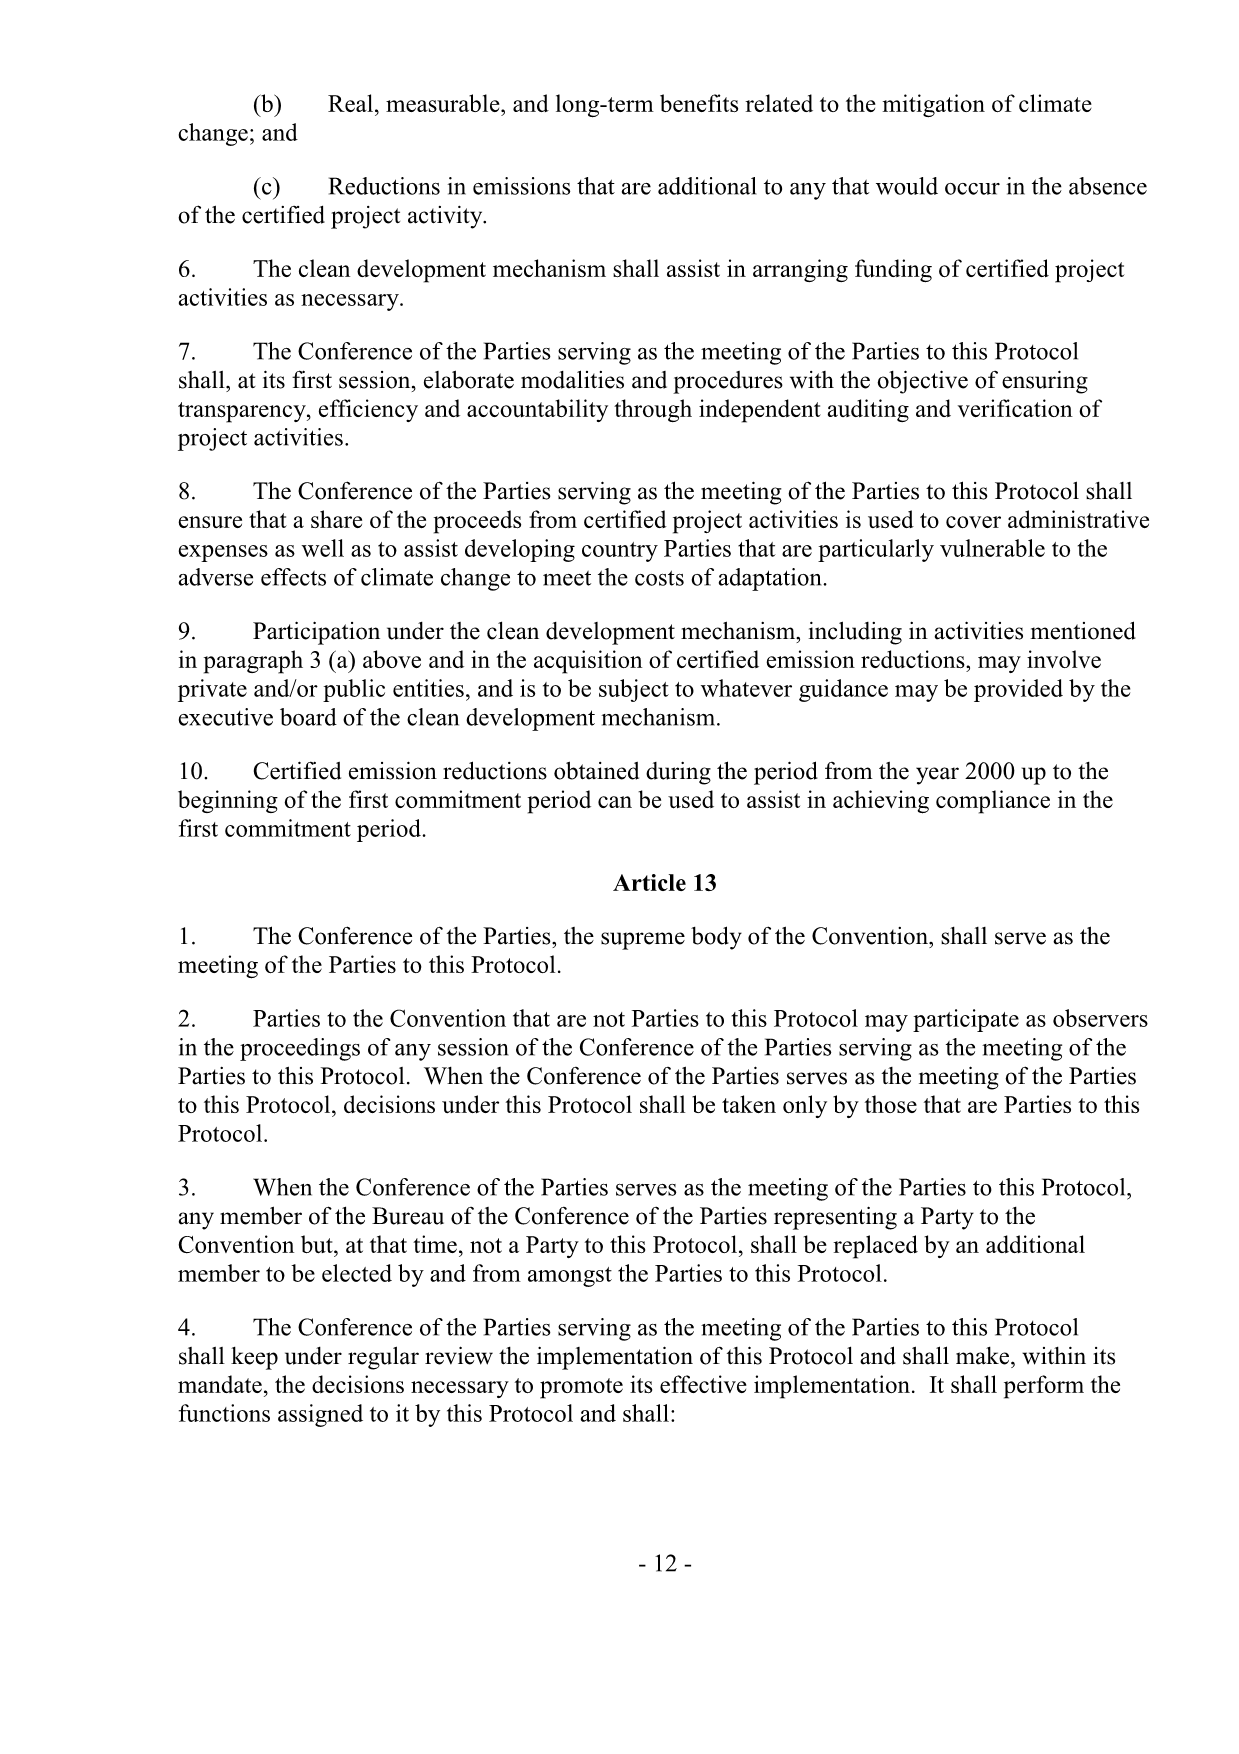 (b) Real, measurable, and long-term benefits related to the mitigation of climate
change; and
(c) Reductions in emissions that are additional to any that would occur in the absence
of the certified project activity.
6. The clean development mechanism shall assist in arranging funding of certified project
activities as necessary.
7. The Conference of the Parties serving as the meeting of the Parties to this Protocol
shall, at its first session, elaborate modalities and procedures with the objective of ensuring
transparency, efficiency and accountability through independent auditing and verification of
project activities.
8. The Conference of the Parties serving as the meeting of the Parties to this Protocol shall
ensure that a share of the proceeds from certified project activities is used to cover administrative
expenses as well as to assist developing country Parties that are particularly vulnerable to the
adverse effects of climate change to meet the costs of adaptation.
9. Participation under the clean development mechanism, including in activities mentioned
in paragraph 3 (a) above and in the acquisition of certified emission reductions, may involve
private and/or public entities, and is to be subject to whatever guidance may be provided by the
executive board of the clean development mechanism.
10. Certified emission reductions obtained during the period from the year 2000 up to the
beginning of the first commitment period can be used to assist in achieving compliance in the
first commitment period.
Article 13
1. The Conference of the Parties, the supreme body of the Convention, shall serve as the
meeting of the Parties to this Protocol.
2. Parties to the Convention that are not Parties to this Protocol may participate as observers
in the proceedings of any session of the Conference of the Parties serving as the meeting of the
Parties to this Protocol. When the Conference of the Parties serves as the meeting of the Parties
to this Protocol, decisions under this Protocol shall be taken only by those that are Parties to this
Protocol.
3. When the Conference of the Parties serves as the meeting of the Parties to this Protocol,
any member of the Bureau of the Conference of the Parties representing a Party to the
Convention but, at that time, not a Party to this Protocol, shall be replaced by an additional
member to be elected by and from amongst the Parties to this Protocol.
4. The Conference of the Parties serving as the meeting of the Parties to this Protocol
shall keep under regular review the implementation of this Protocol and shall make, within its
mandate, the decisions necessary to promote its effective implementation. It shall perform the
functions assigned to it by this Protocol and shall:
- 12 -